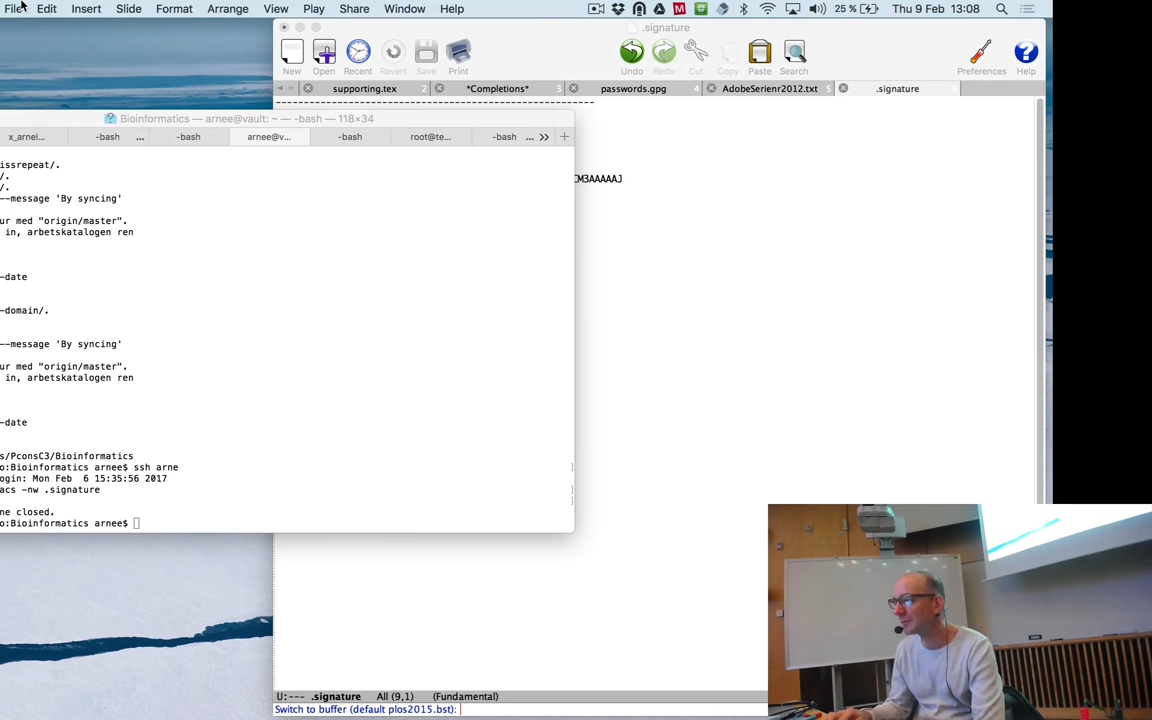 File Edit Insert Slide Format Arrange View Play Share Window Help 25 % Thu 9 Feb 13:08
.signature
New Open Recent Revert Save Print Undo Redo Cut Copy Paste Search Preferences Help
supporting.tex 2 *Completions* 3 passwords.gpg 4 AdobeSerienr2012.txt 5 .signature
----------------------------------------------------------------
Bioinformatics — arnee@vault: ~ — -bash — 118×34
x_arnel... -bash ... -bash arnee@v... -bash root@te... -bash ... »
issrepeat/.
/.
CM3AAAAAJ
/.
--message 'By syncing'
ur med "origin/master".
in, arbetskatalogen ren
-date
-domain/.
--message 'By syncing'
ur med "origin/master".
in, arbetskatalogen ren
-date
s/PconsC3/Bioinformatics
o:Bioinformatics arnee$ ssh arne
ogin: Mon Feb  6 15:35:56 2017
acs -nw .signature
ne closed.
o:Bioinformatics arnee$
U:--- .signature All (9,1) (Fundamental)
Switch to buffer (default plos2015.bst):